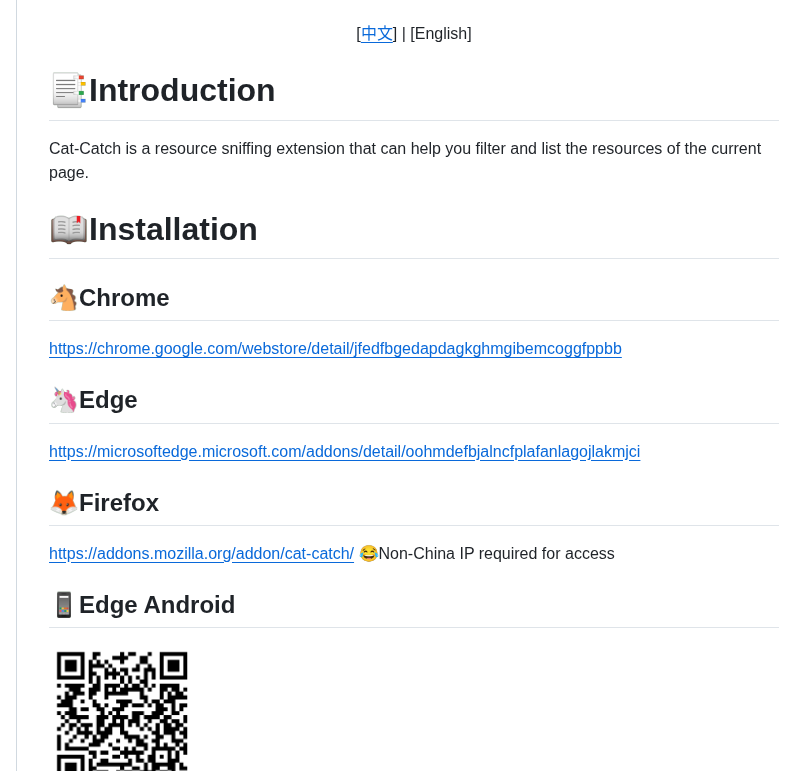 [中文] | [English]
Introduction
Cat-Catch is a resource sniffing extension that can help you filter and list the resources of the current
page.
Installation
Chrome
https://chrome.google.com/webstore/detail/jfedfbgedapdagkghmgibemcoggfppbb
Edge
https://microsoftedge.microsoft.com/addons/detail/oohmdefbjalncfplafanlagojlakmjci
Firefox
https://addons.mozilla.org/addon/cat-catch/ 😂Non-China IP required for access
Edge Android